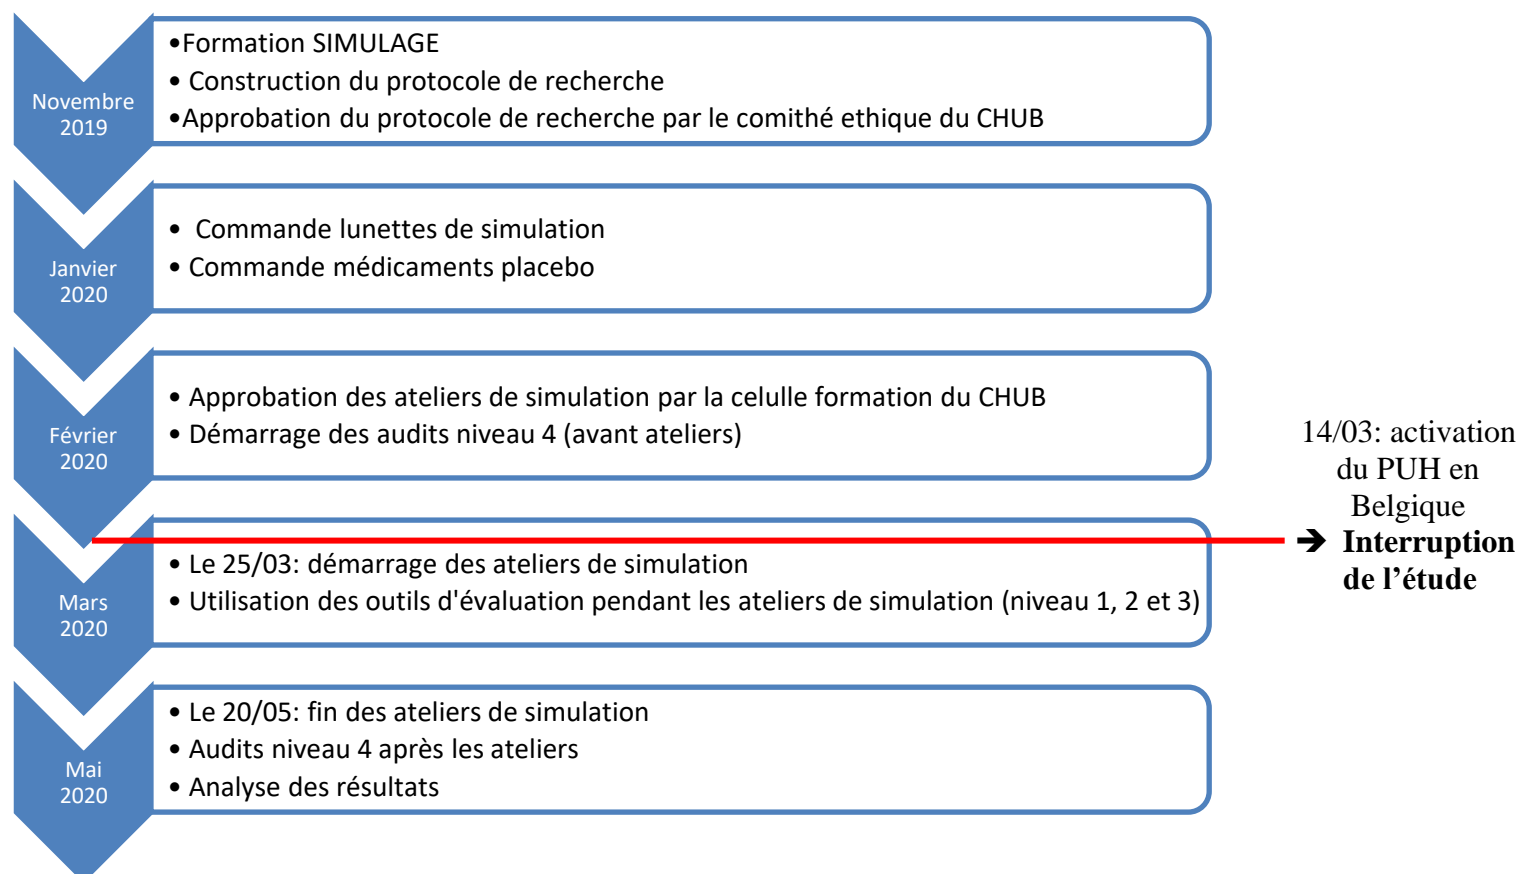 Novembre
2019
•Formation SIMULAGE
• Construction du protocole de recherche
•Approbation du protocole de recherche par le comithé ethique du CHUB
Janvier
2020
• Commande lunettes de simulation
• Commande médicaments placebo
Février
2020
• Approbation des ateliers de simulation par la celulle formation du CHUB
• Démarrage des audits niveau 4 (avant ateliers)
14/03: activation
du PUH en
Belgique
➔ Interruption
de l’étude
Mars
2020
• Le 25/03: démarrage des ateliers de simulation
• Utilisation des outils d'évaluation pendant les ateliers de simulation (niveau 1, 2 et 3)
Mai
2020
• Le 20/05: fin des ateliers de simulation
• Audits niveau 4 après les ateliers
• Analyse des résultats